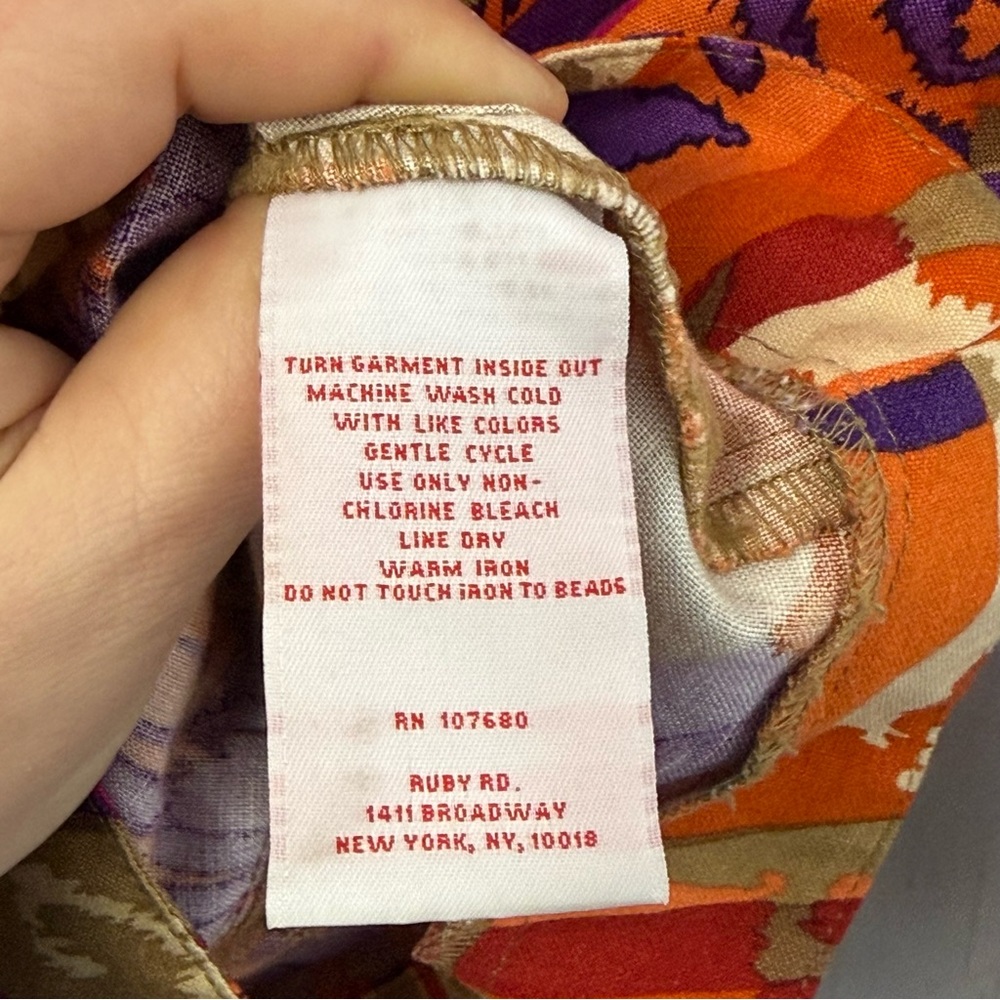 TURN GARMENT INSIDE OUT
MACHINE WASH COLD
WITH LIKE COLORS
GENTLE CYCLE
USE ONLY NON-
CHLORINE BLEACH
LINE DRY
WARM IRON
DO NOT TOUCH IRON TO BEADS
RN 107680
RUBY RD.
1411 BROADWAY
NEW YORK, NY, 10018